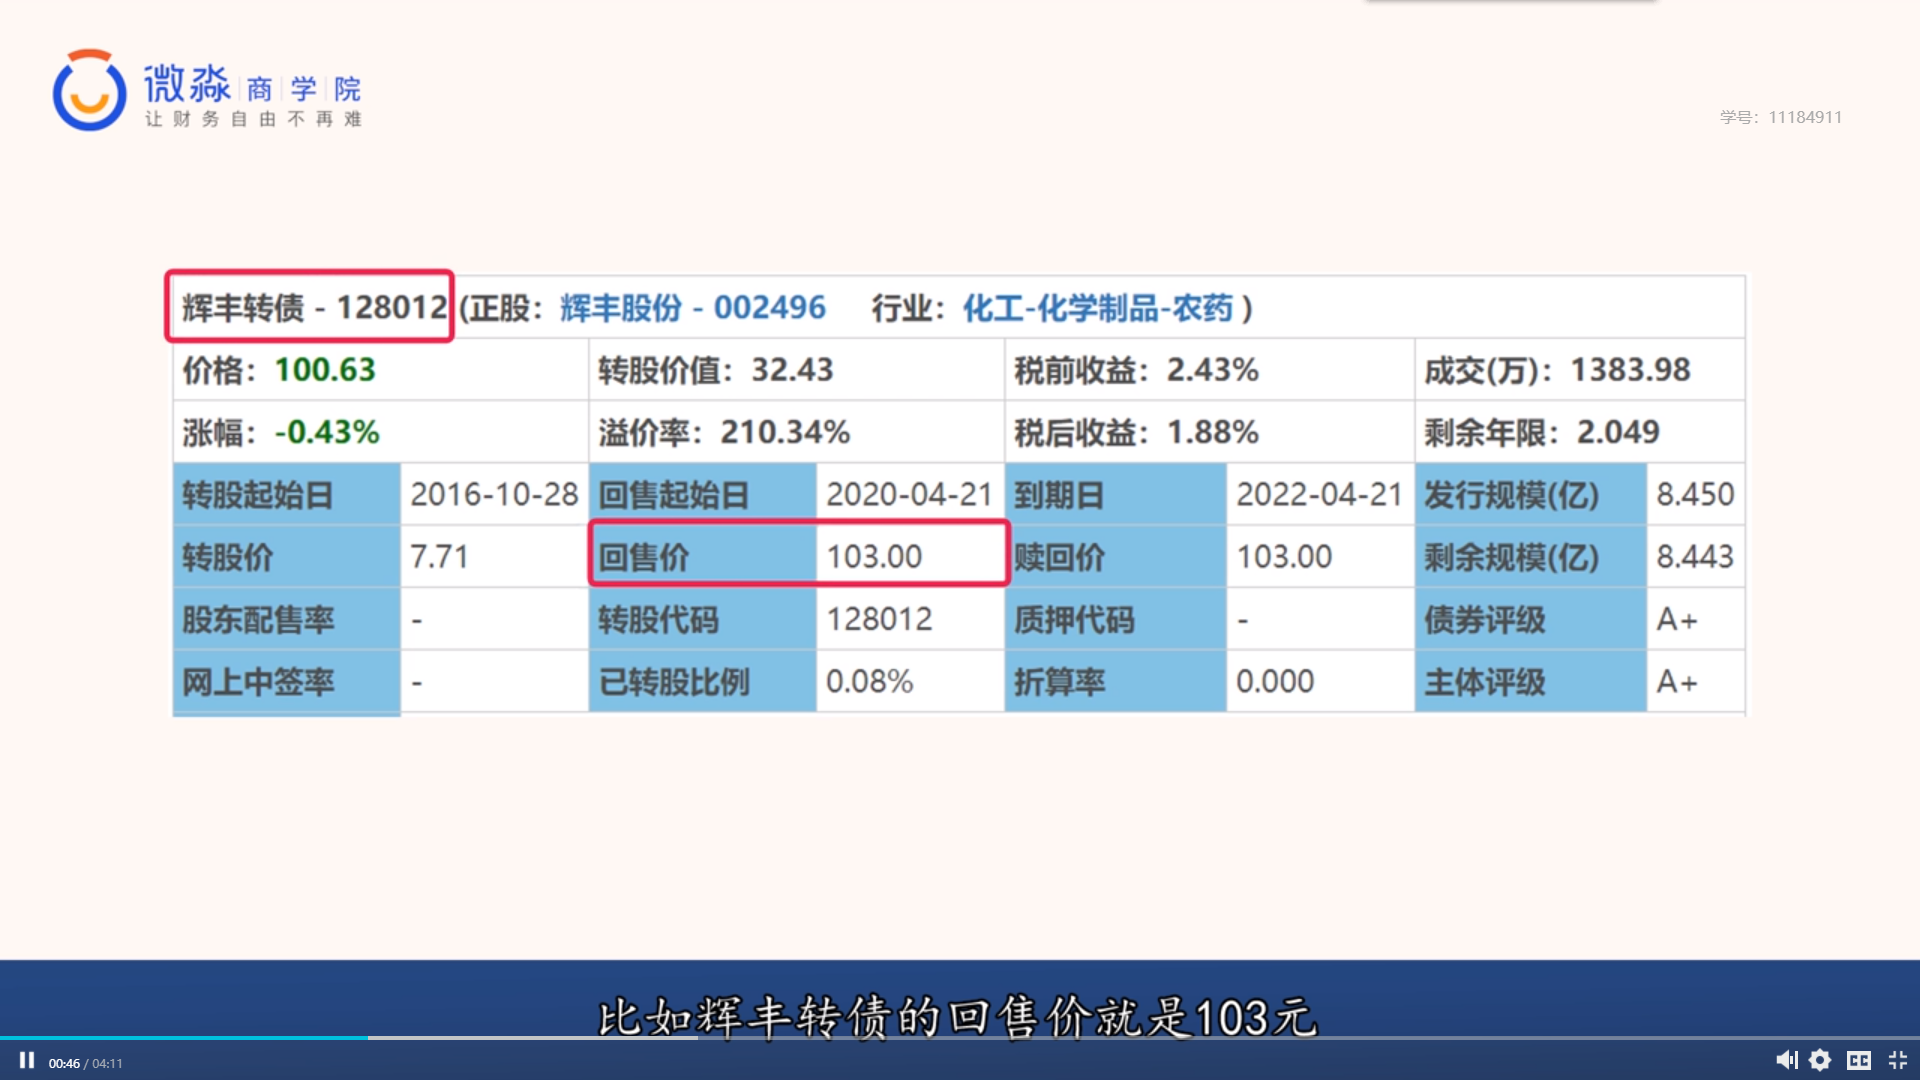 微淼 商 学 院
让财务自由不再难
学号：11184911
辉丰转债 - 128012 (正股：辉丰股份 - 002496 行业：化工-化学制品-农药 )
价格：100.63 转股价值：32.43 税前收益：2.43% 成交(万)：1383.98
涨幅：-0.43% 溢价率：210.34% 税后收益：1.88% 剩余年限：2.049
转股起始日 2016-10-28 回售起始日 2020-04-21 到期日 2022-04-21 发行规模(亿) 8.450
转股价 7.71 回售价 103.00 赎回价 103.00 剩余规模(亿) 8.443
股东配售率 - 转股代码 128012 质押代码 - 债券评级 A+
网上中签率 - 已转股比例 0.08% 折算率 0.000 主体评级 A+
比如辉丰转债的回售价就是103元
00:46 / 04:11
CC